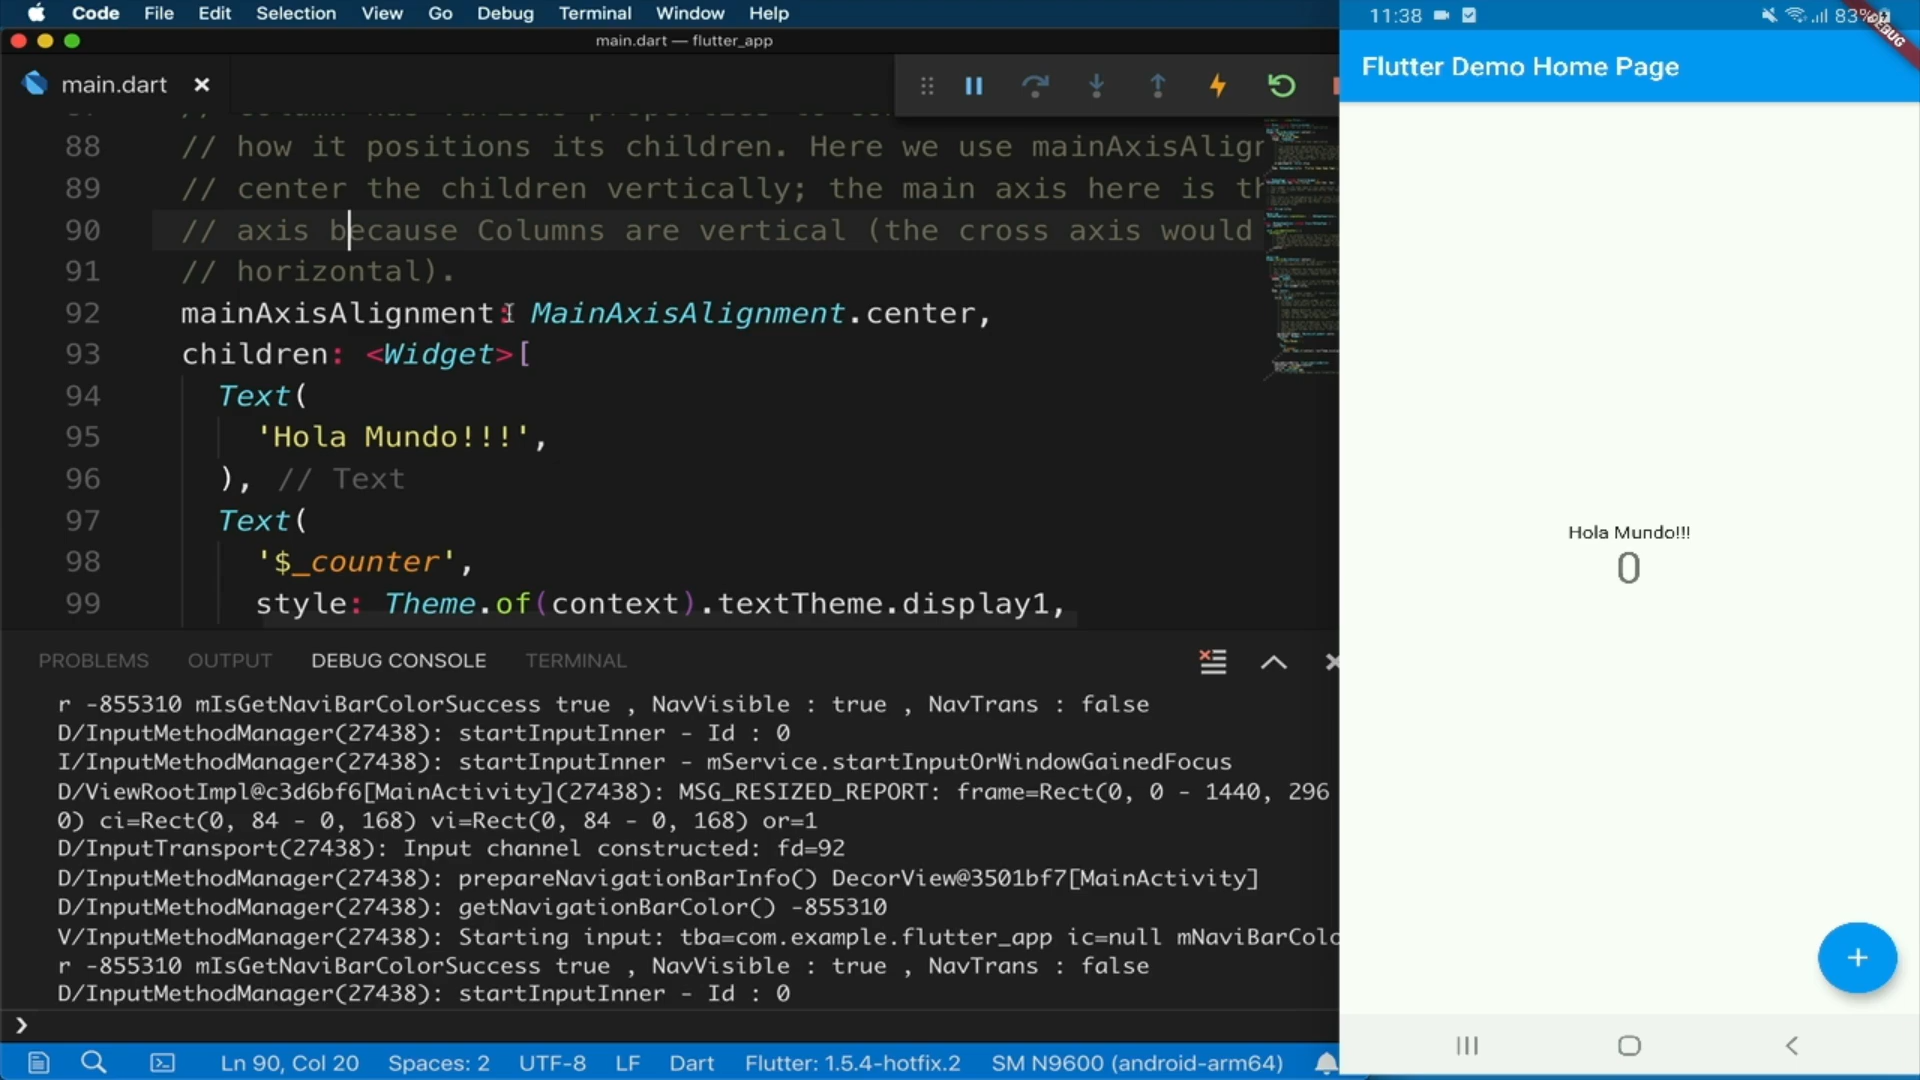 Code File Edit Selection View Go Debug Terminal Window Help
main.dart — flutter_app
main.dart
88 // how it positions its children. Here we use mainAxisAlign
89 // center the children vertically; the main axis here is th
90 // axis because Columns are vertical (the cross axis would
91 // horizontal).
92 mainAxisAlignment: MainAxisAlignment.center,
93 children: <Widget>[
94 Text(
95 'Hola Mundo!!!',
96 ), // Text
97 Text(
98 '$_counter',
99 style: Theme.of(context).textTheme.display1,
PROBLEMS OUTPUT DEBUG CONSOLE TERMINAL
r -855310 mIsGetNaviBarColorSuccess true , NavVisible : true , NavTrans : false
D/InputMethodManager(27438): startInputInner - Id : 0
I/InputMethodManager(27438): startInputInner - mService.startInputOrWindowGainedFocus
D/ViewRootImpl@c3d6bf6[MainActivity](27438): MSG_RESIZED_REPORT: frame=Rect(0, 0 - 1440, 296
0) ci=Rect(0, 84 - 0, 168) vi=Rect(0, 84 - 0, 168) or=1
D/InputTransport(27438): Input channel constructed: fd=92
D/InputMethodManager(27438): prepareNavigationBarInfo() DecorView@3501bf7[MainActivity]
D/InputMethodManager(27438): getNavigationBarColor() -855310
V/InputMethodManager(27438): Starting input: tba=com.example.flutter_app ic=null mNaviBarColo
r -855310 mIsGetNaviBarColorSuccess true , NavVisible : true , NavTrans : false
D/InputMethodManager(27438): startInputInner - Id : 0
Ln 90, Col 20 Spaces: 2 UTF-8 LF Dart Flutter: 1.5.4-hotfix.2 SM N9600 (android-arm64)
11:38 83%
DEBUG
Flutter Demo Home Page
Hola Mundo!!!
0